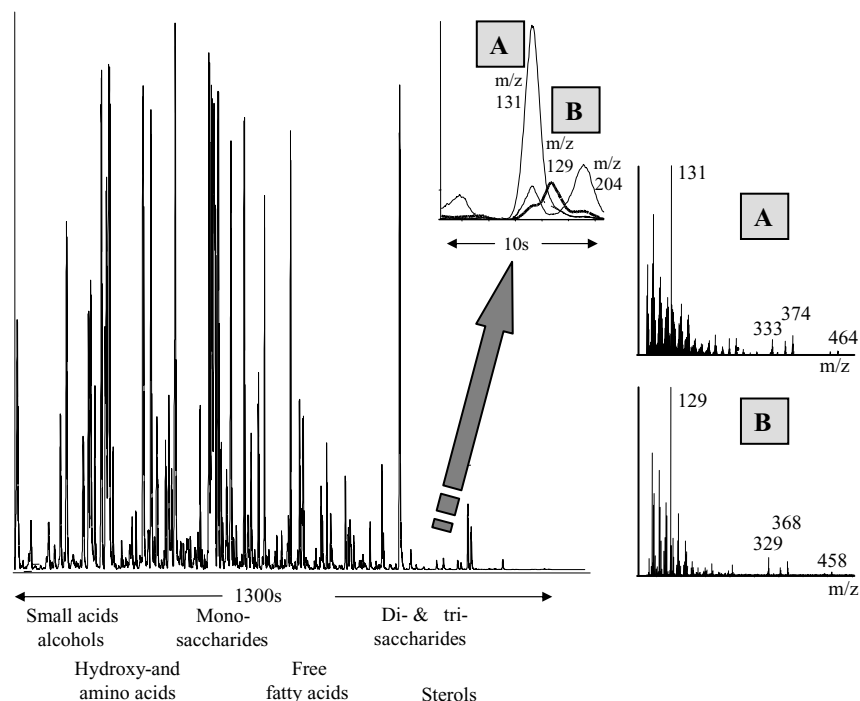 A
m/z
131
B
m/z
129
m/z
204
10s
131
A
374
333
464
m/z
129
B
368
329
458
m/z
1300s
Small acids
alcohols
Mono-
saccharides
Di- & tri-
saccharides
Hydroxy-and
amino acids
Free
fatty acids
Sterols